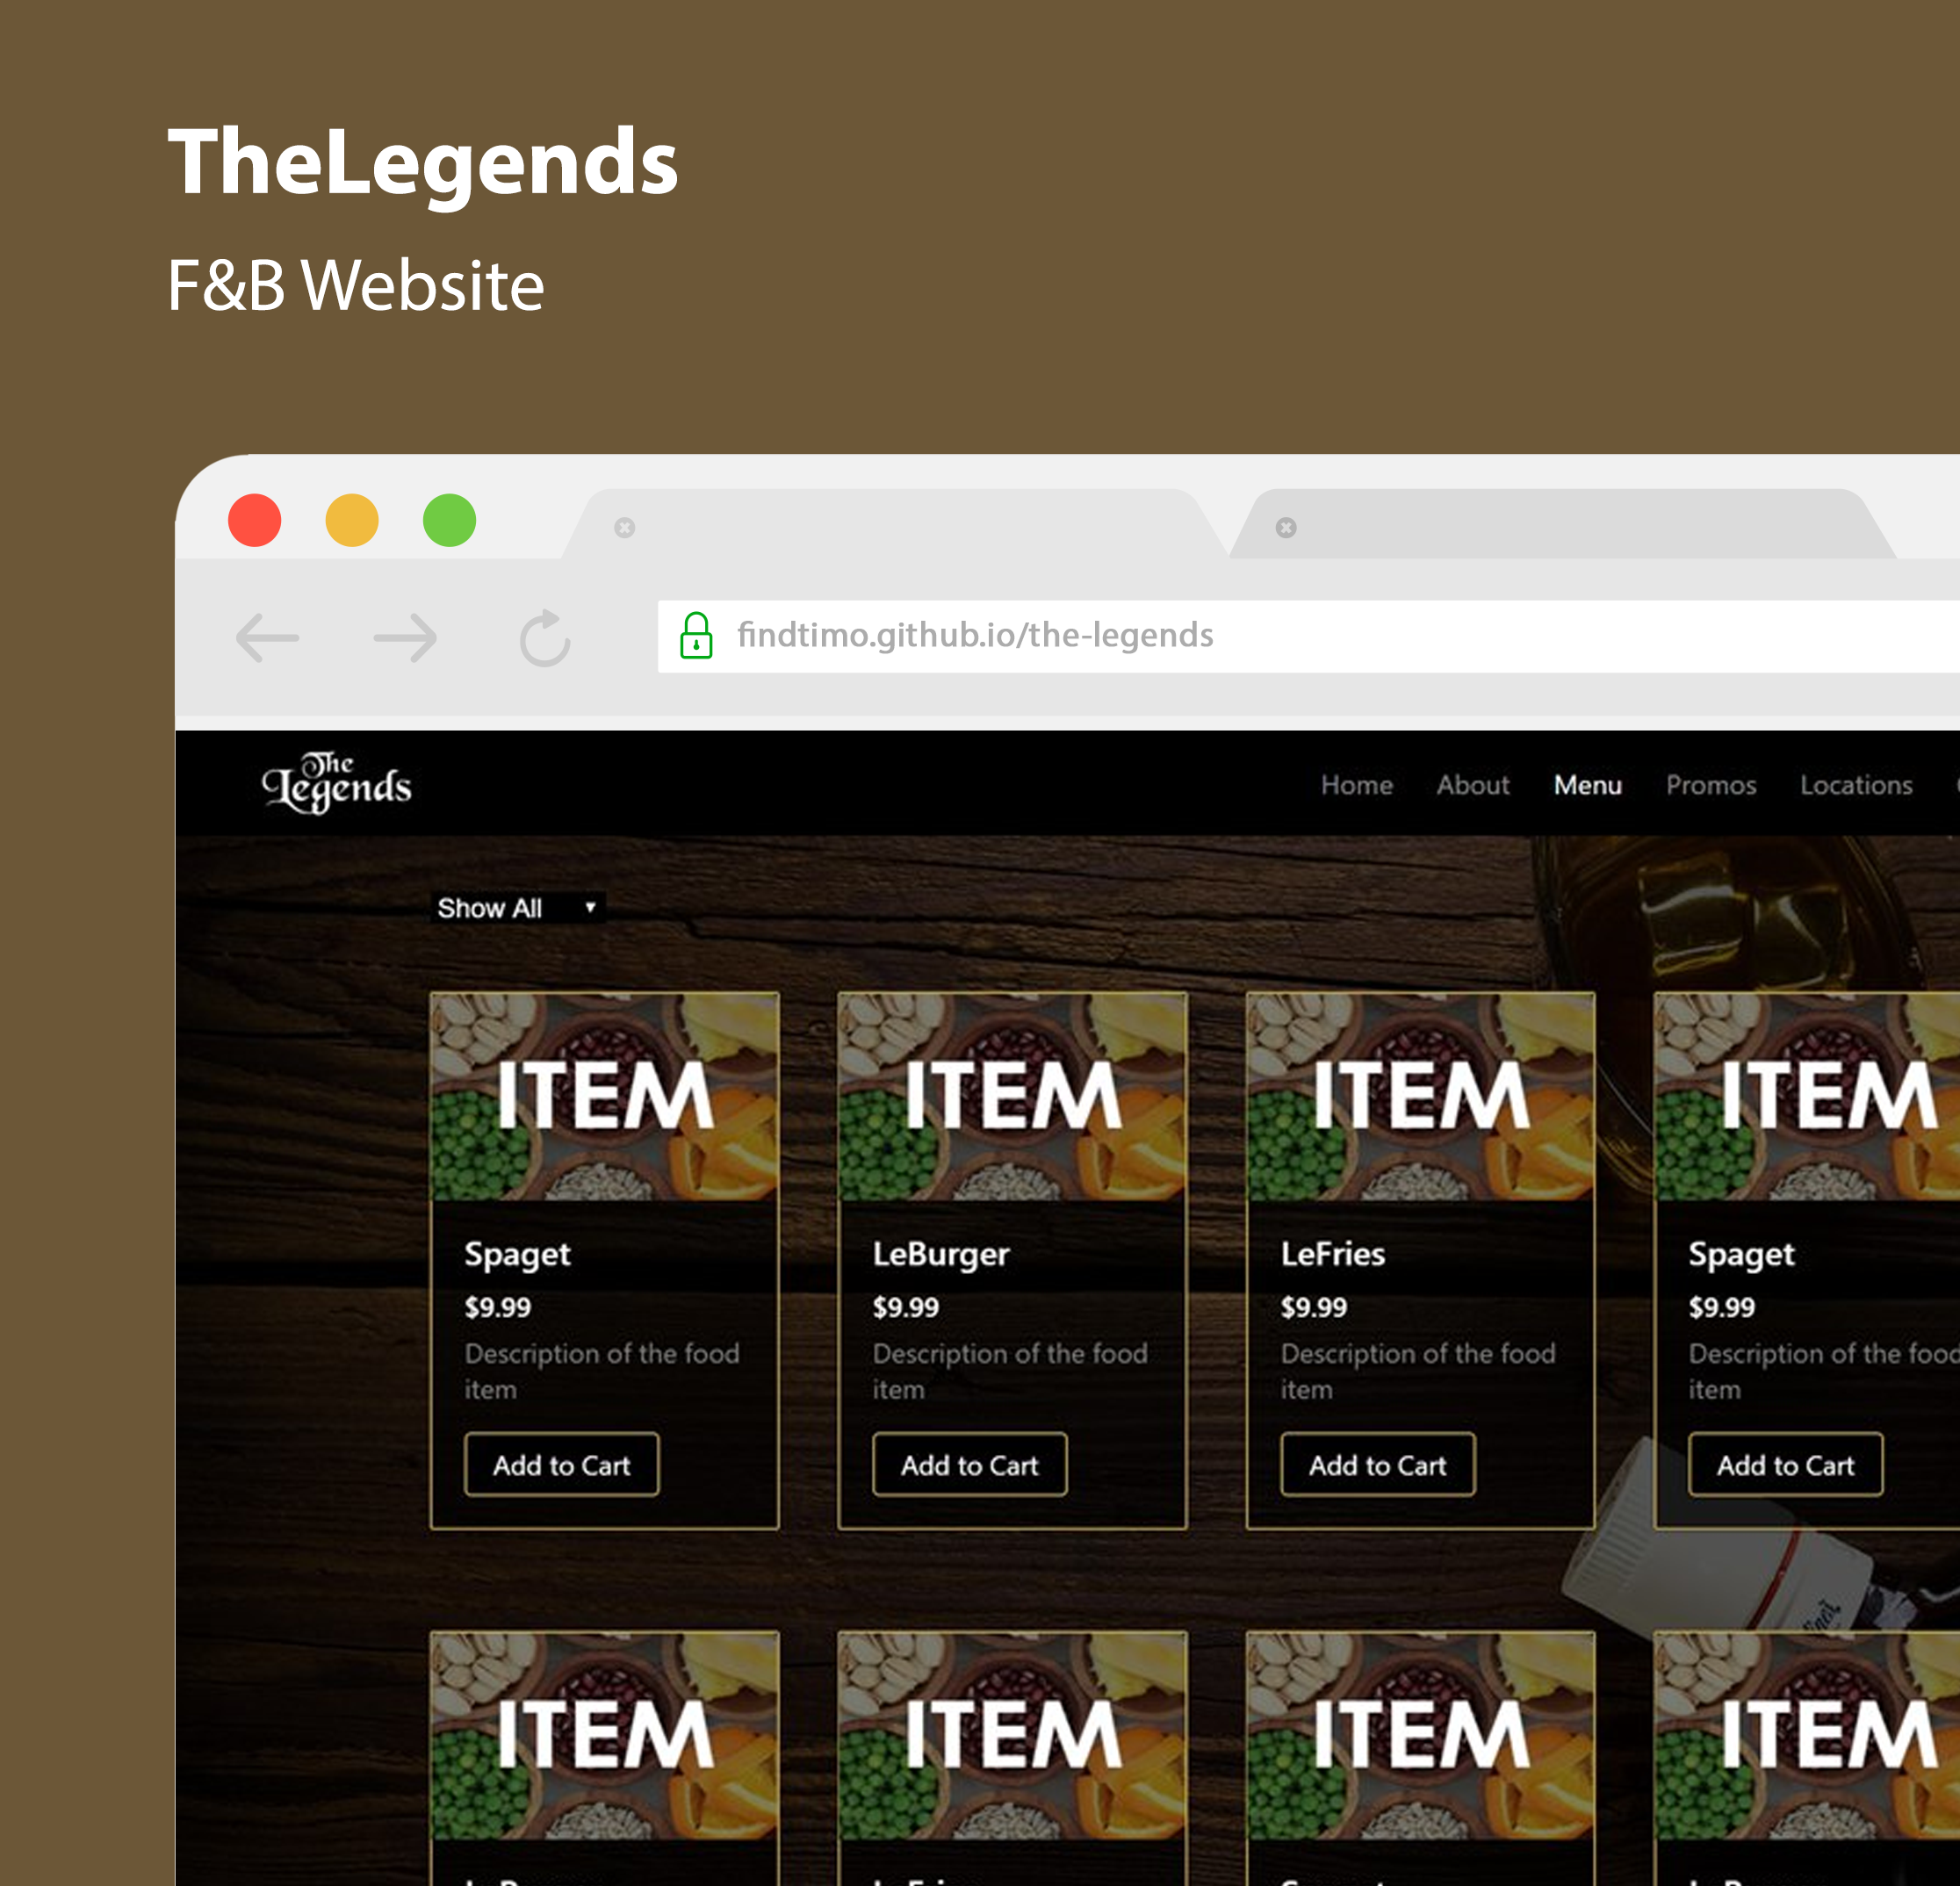 TheLegends
F&B Website
findtimo.github.io/the-legends
The
Legends
Home About Menu Promos Locations
Show All
ITEM ITEM ITEM ITEM
Spaget LeBurger LeFries Spaget
$9.99 $9.99 $9.99 $9.99
Description of the food Description of the food Description of the food Description of the food
item item item item
Add to Cart Add to Cart Add to Cart Add to Cart
ITEM ITEM ITEM ITEM